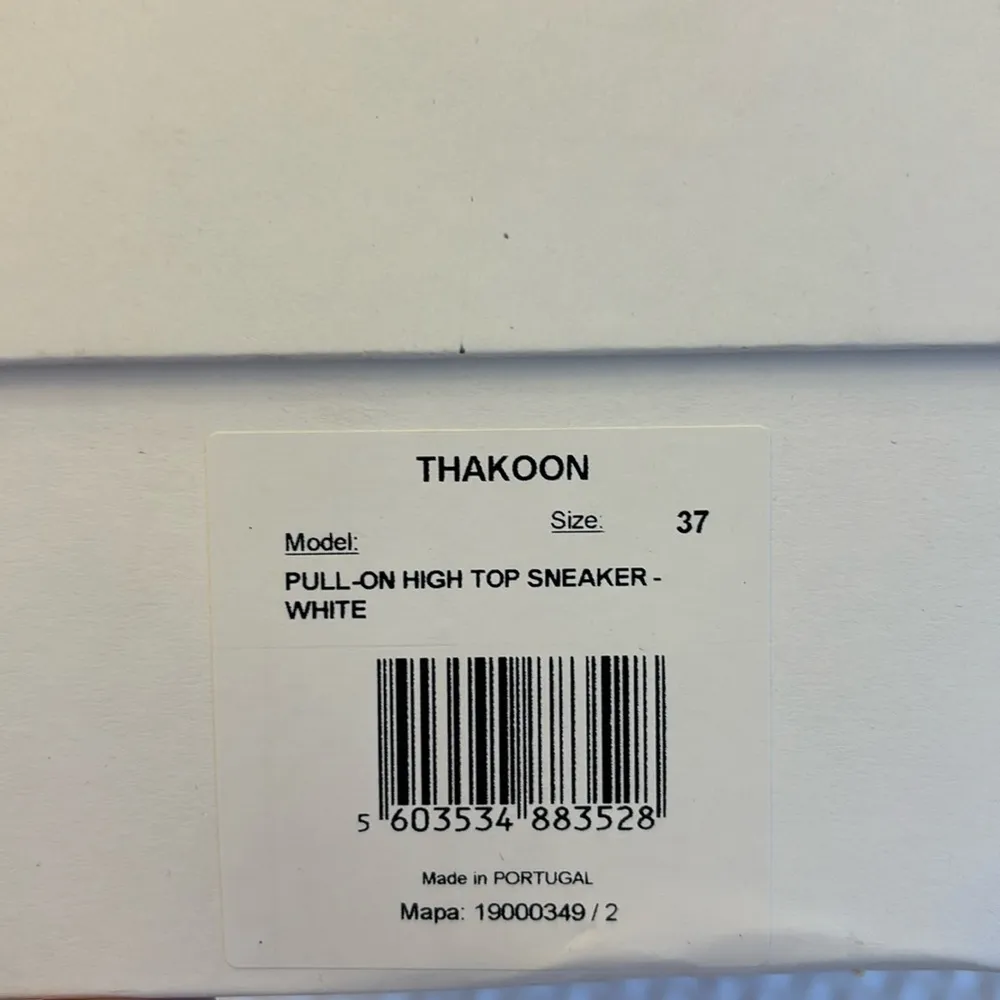 THAKOON
Size: 37
Model:
PULL-ON HIGH TOP SNEAKER -
WHITE
5 603534 883528
Made in PORTUGAL
Mapa: 19000349 / 2